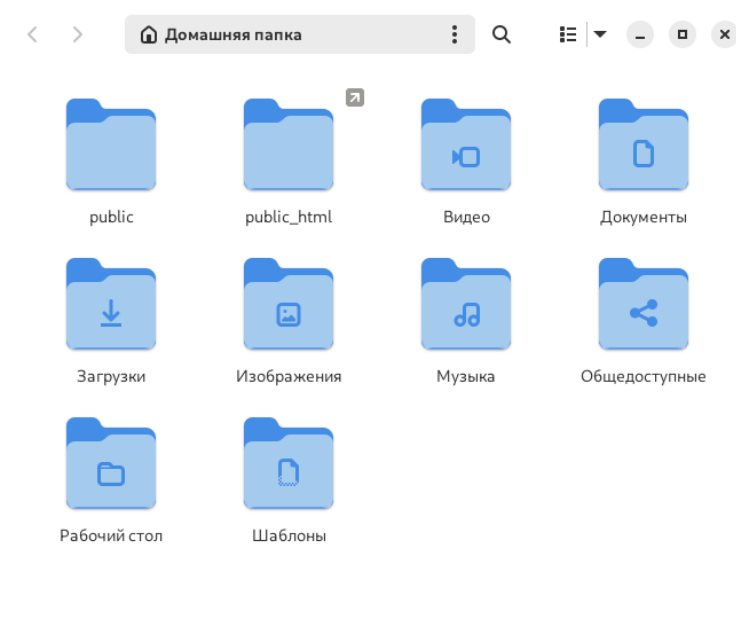 Домашняя папка
public
public_html
Видео
Документы
Загрузки
Изображения
Музыка
Общедоступные
Рабочий стол
Шаблоны